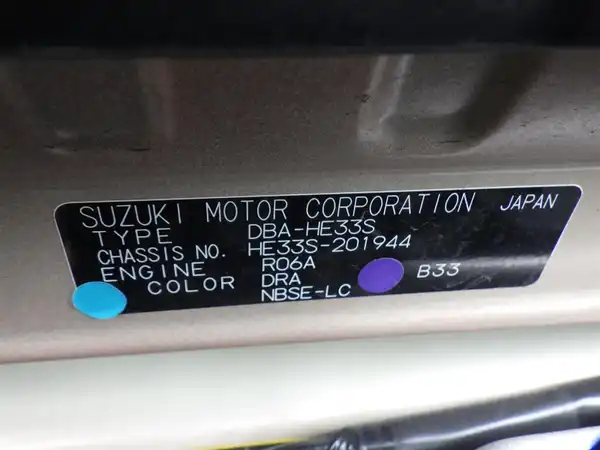 SUZUKI MOTOR CORPORATION JAPAN
TYPE DBA-HE33S
CHASSIS NO. HE33S-201944
ENGINE R06A
COLOR DRA B33
NBSE-LC